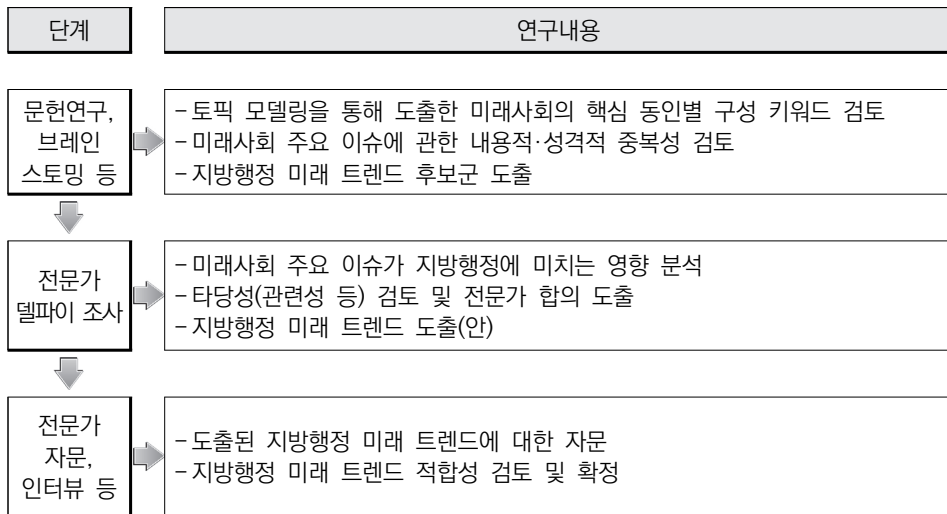 단계
연구내용
문헌연구,
브레인
스토밍 등
- 토픽 모델링을 통해 도출한 미래사회의 핵심 동인별 구성 키워드 검토
- 미래사회 주요 이슈에 관한 내용적·성격적 중복성 검토
- 지방행정 미래 트렌드 후보군 도출
전문가
델파이 조사
- 미래사회 주요 이슈가 지방행정에 미치는 영향 분석
- 타당성(관련성 등) 검토 및 전문가 합의 도출
- 지방행정 미래 트렌드 도출(안)
전문가
자문,
인터뷰 등
- 도출된 지방행정 미래 트렌드에 대한 자문
- 지방행정 미래 트렌드 적합성 검토 및 확정